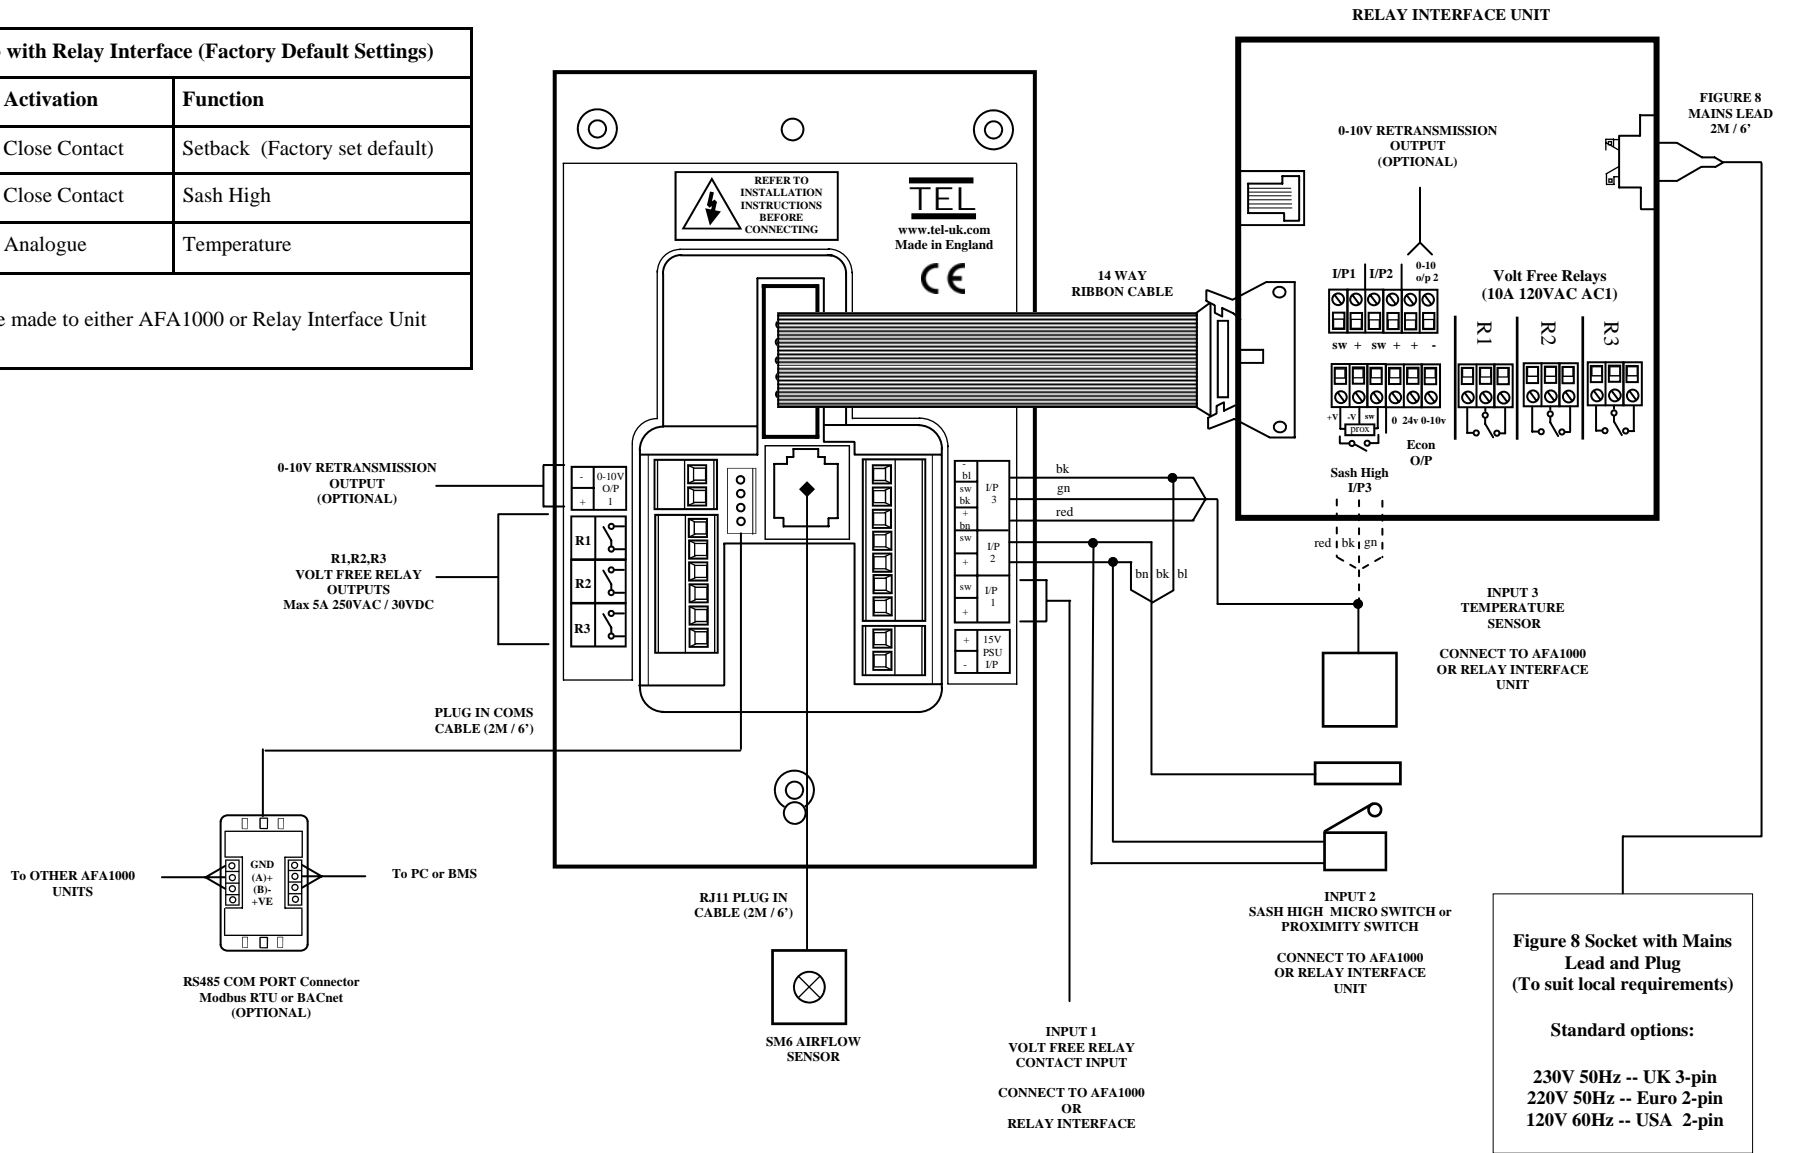 RELAY INTERFACE UNIT
with Relay Interface (Factory Default Settings)
Activation Function
Close Contact Setback (Factory set default)
Close Contact Sash High
Analogue Temperature
made to either AFA1000 or Relay Interface Unit
REFER TO
INSTALLATION
INSTRUCTIONS
BEFORE
CONNECTING
TEL
www.tel-uk.com
Made in England
CE
14 WAY
RIBBON CABLE
0-10V RETRANSMISSION
OUTPUT
(OPTIONAL)
FIGURE 8
MAINS LEAD
2M / 6'
I/P1 I/P2 0-10
o/p 2
sw + sw + + -
Volt Free Relays
(10A 120VAC AC1)
R1 R2 R3
+V -V sw 0 24v 0-10v
prox
Econ
O/P
Sash High
I/P3
red bk gn
0-10V RETRANSMISSION
OUTPUT
(OPTIONAL)
- 0-10V
O/P
+ 1
R1
R2
R3
R1,R2,R3
VOLT FREE RELAY
OUTPUTS
Max 5A 250VAC / 30VDC
-
bl
sw
bk
+
bn
I/P
3
sw
+
I/P
2
sw
+
I/P
1
+
-
15V
PSU
I/P
bk
gn
red
bn bk bl
INPUT 3
TEMPERATURE
SENSOR
CONNECT TO AFA1000
OR RELAY INTERFACE
UNIT
PLUG IN COMS
CABLE (2M / 6')
To OTHER AFA1000
UNITS
GND
(A)+
(B)-
+VE
To PC or BMS
RS485 COM PORT Connector
Modbus RTU or BACnet
(OPTIONAL)
RJ11 PLUG IN
CABLE (2M / 6')
SM6 AIRFLOW
SENSOR
INPUT 1
VOLT FREE RELAY
CONTACT INPUT
CONNECT TO AFA1000
OR
RELAY INTERFACE
INPUT 2
SASH HIGH MICRO SWITCH or
PROXIMITY SWITCH
CONNECT TO AFA1000
OR RELAY INTERFACE
UNIT
Figure 8 Socket with Mains
Lead and Plug
(To suit local requirements)
Standard options:
230V 50Hz -- UK 3-pin
220V 50Hz -- Euro 2-pin
120V 60Hz -- USA 2-pin